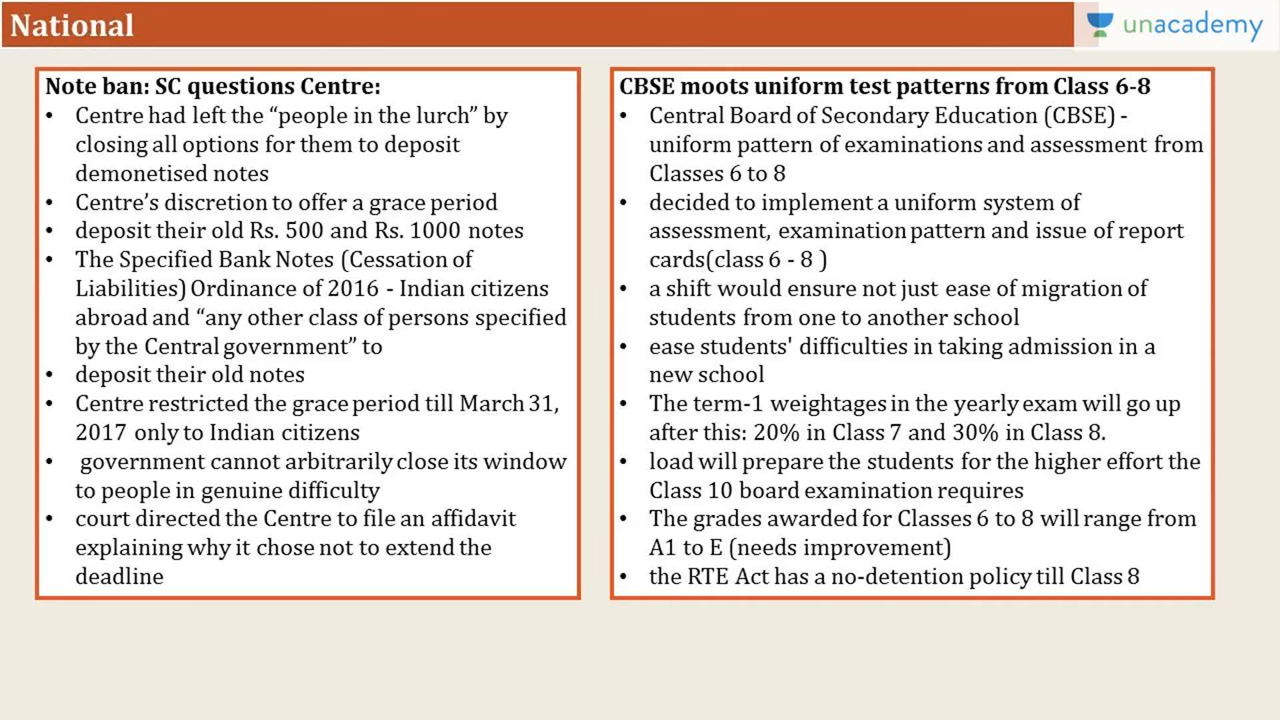 National
unacademy
Note ban: SC questions Centre:
• Centre had left the “people in the lurch” by
closing all options for them to deposit
demonetised notes
• Centre’s discretion to offer a grace period
• deposit their old Rs. 500 and Rs. 1000 notes
• The Specified Bank Notes (Cessation of
Liabilities) Ordinance of 2016 - Indian citizens
abroad and “any other class of persons specified
by the Central government” to
• deposit their old notes
• Centre restricted the grace period till March 31,
2017 only to Indian citizens
• government cannot arbitrarily close its window
to people in genuine difficulty
• court directed the Centre to file an affidavit
explaining why it chose not to extend the
deadline
CBSE moots uniform test patterns from Class 6-8
• Central Board of Secondary Education (CBSE) -
uniform pattern of examinations and assessment from
Classes 6 to 8
• decided to implement a uniform system of
assessment, examination pattern and issue of report
cards(class 6 - 8 )
• a shift would ensure not just ease of migration of
students from one to another school
• ease students' difficulties in taking admission in a
new school
• The term-1 weightages in the yearly exam will go up
after this: 20% in Class 7 and 30% in Class 8.
• load will prepare the students for the higher effort the
Class 10 board examination requires
• The grades awarded for Classes 6 to 8 will range from
A1 to E (needs improvement)
• the RTE Act has a no-detention policy till Class 8